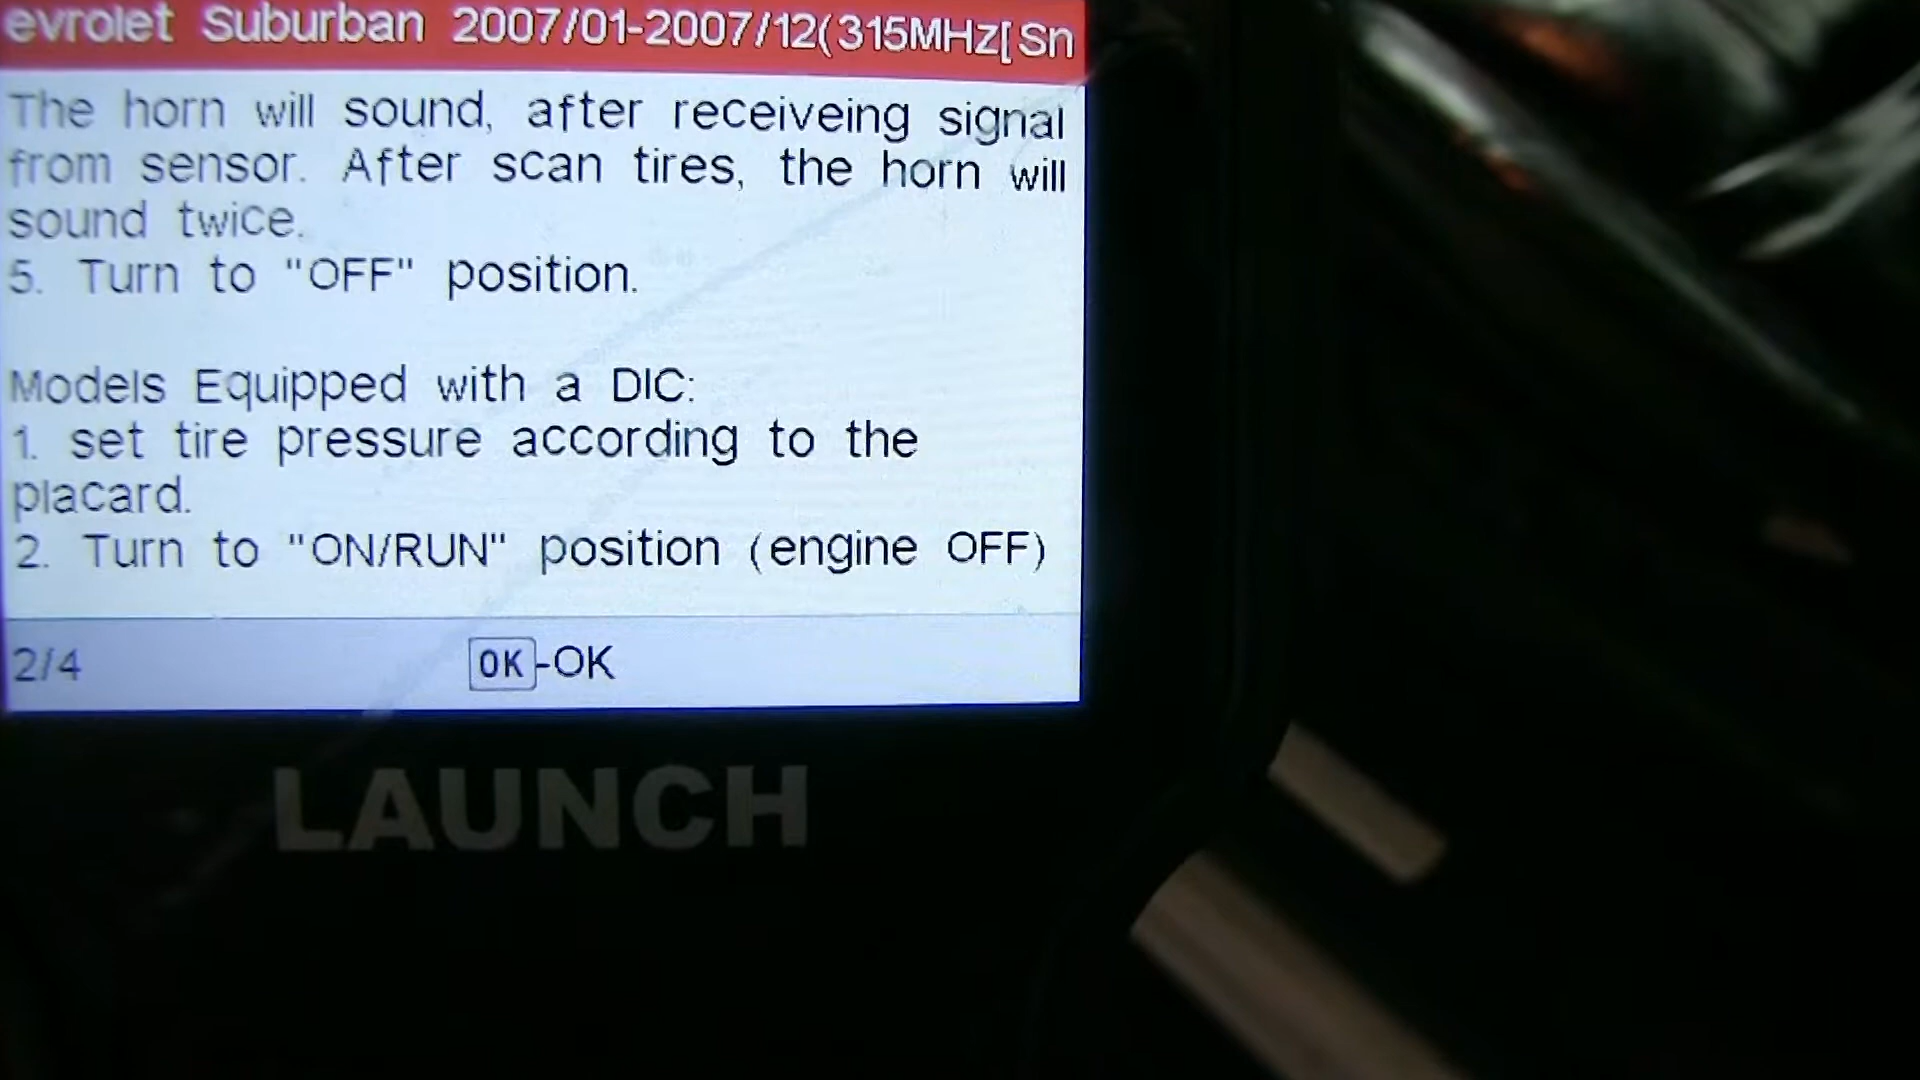 evrolet Suburban 2007/01-2007/12(315MHz[Sn
The horn will sound, after receiveing signal
from sensor. After scan tires, the horn will
sound twice.
5. Turn to "OFF" position.
Models Equipped with a DIC:
1. set tire pressure according to the
placard.
2. Turn to "ON/RUN" position (engine OFF)
2/4 OK-OK
LAUNCH